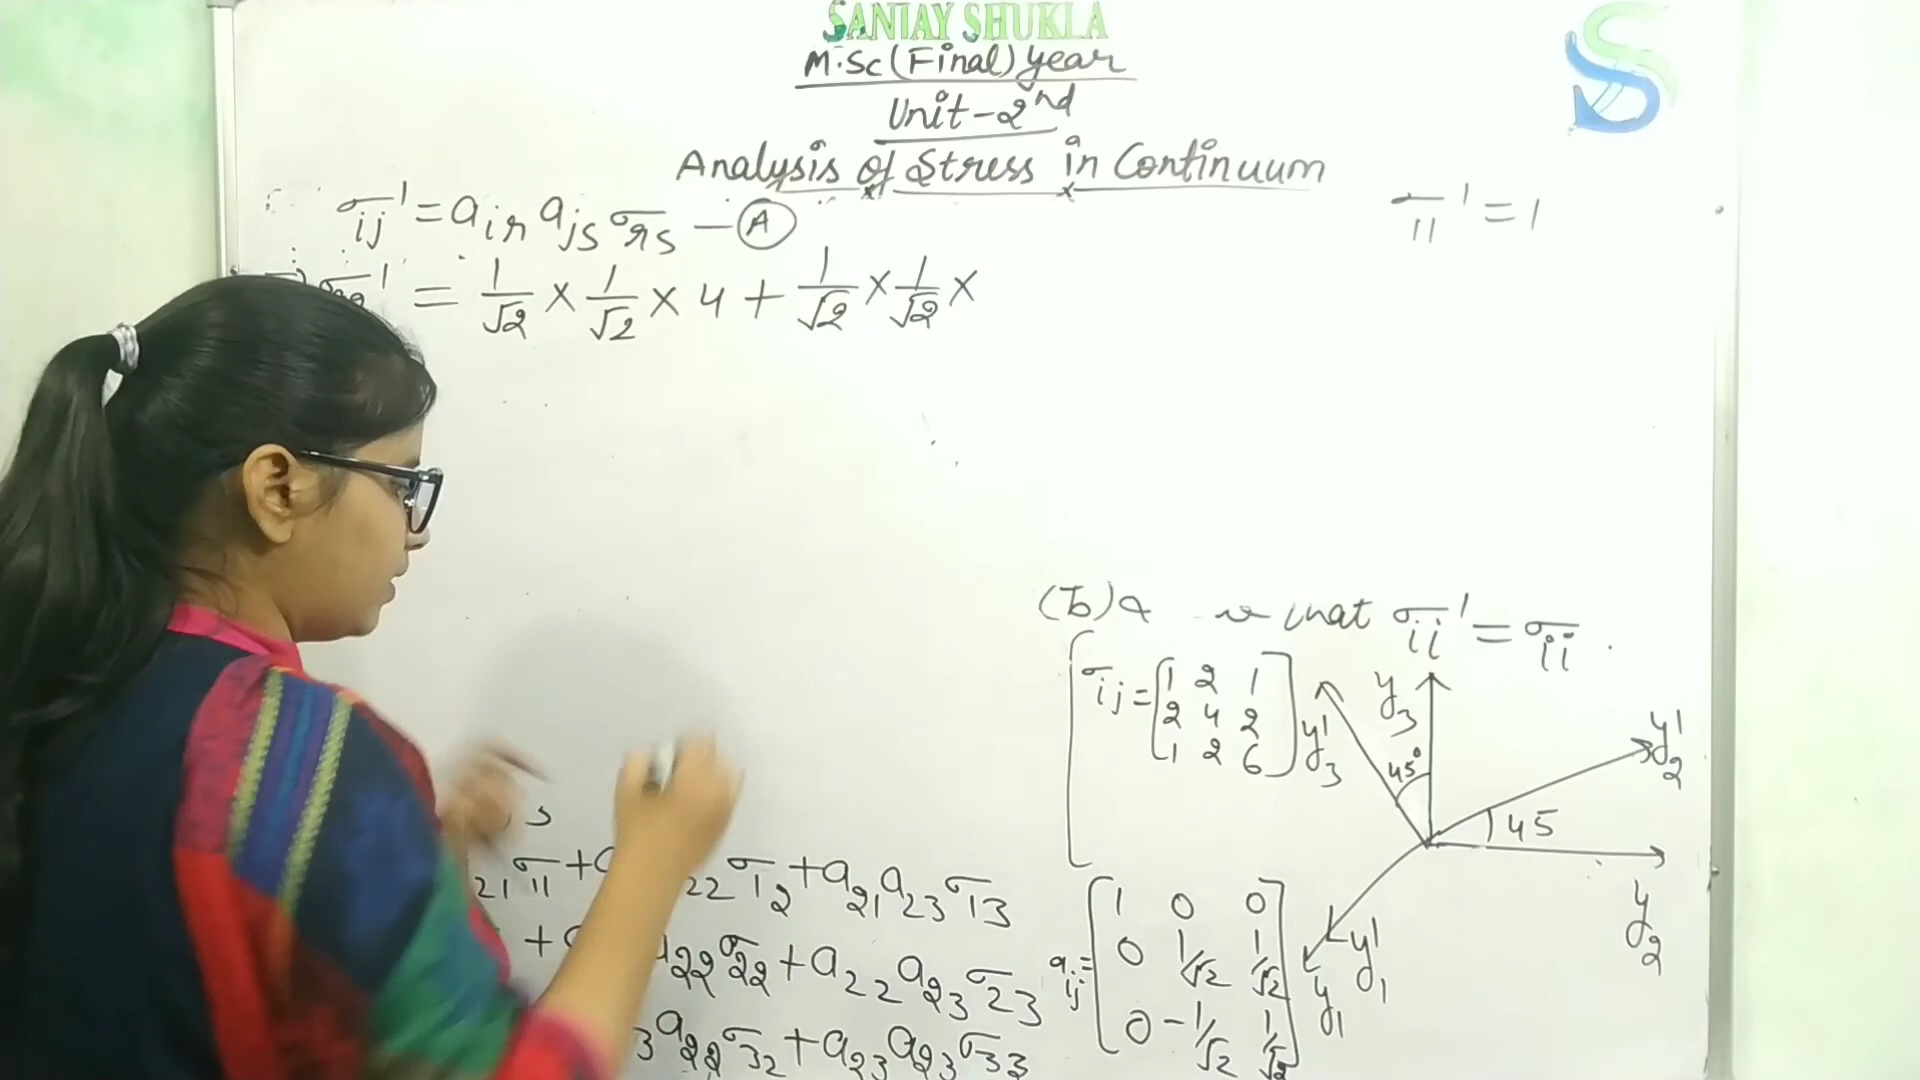 SANJAY SHUKLA
M.Sc (Final) year
Unit-2nd
Analysis of Stress in Continuum
σij' = air ajs σrs — (A)
σ11' = 1
σ22' = 1/√2 × 1/√2 × 4 + 1/√2 × 1/√2 ×
(b) that σii' = σii.
σij = [1 2 1
2 4 2
1 2 6]
y3'
y3
45°
y2'
45
y2
y1'
y1
21 σ11 + 22 σ12 + a21 a23 σ13
+ a22 σ22 + a22 a23 σ23
3 a22 σ32 + a23 a23 σ33
aij = [1 0 0
0 1/√2 1/√2
0 -1/√2 1/√2]